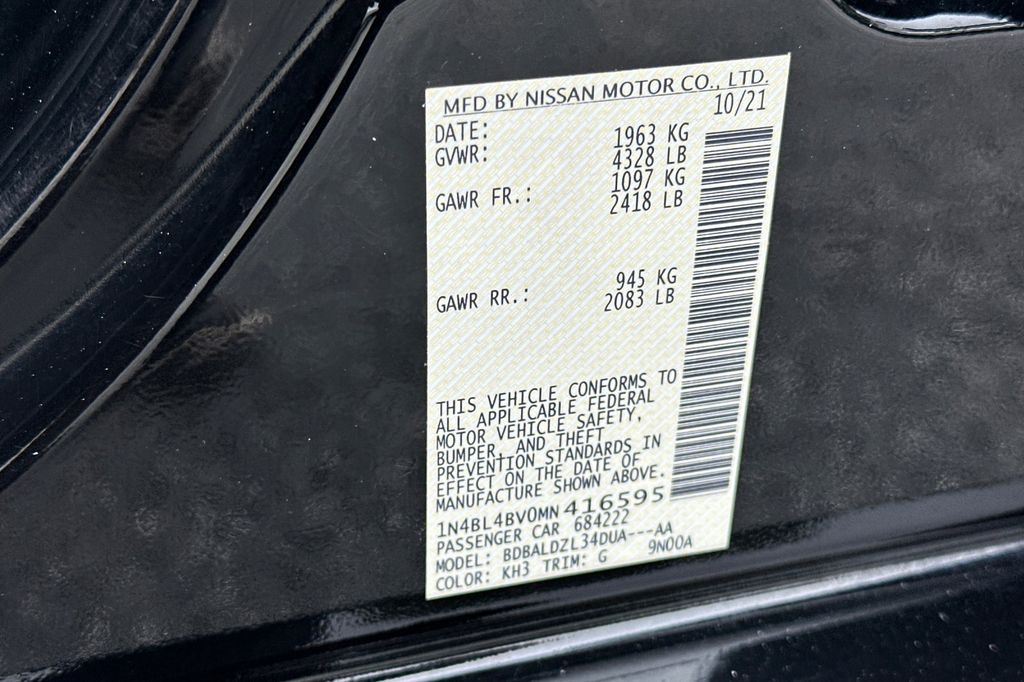 MFD BY NISSAN MOTOR CO., LTD.
DATE: 10/21
GVWR: 1963 KG
4328 LB
GAWR FR.: 1097 KG
2418 LB
GAWR RR.: 945 KG
2083 LB
THIS VEHICLE CONFORMS TO
ALL APPLICABLE FEDERAL
MOTOR VEHICLE SAFETY,
BUMPER, AND THEFT
PREVENTION STANDARDS IN
EFFECT ON THE DATE OF
MANUFACTURE SHOWN ABOVE.
1N4BL4BV0MN416595
PASSENGER CAR 684222
MODEL: BDBALDZL34DUA---AA
COLOR: KH3 TRIM: G 9N00A